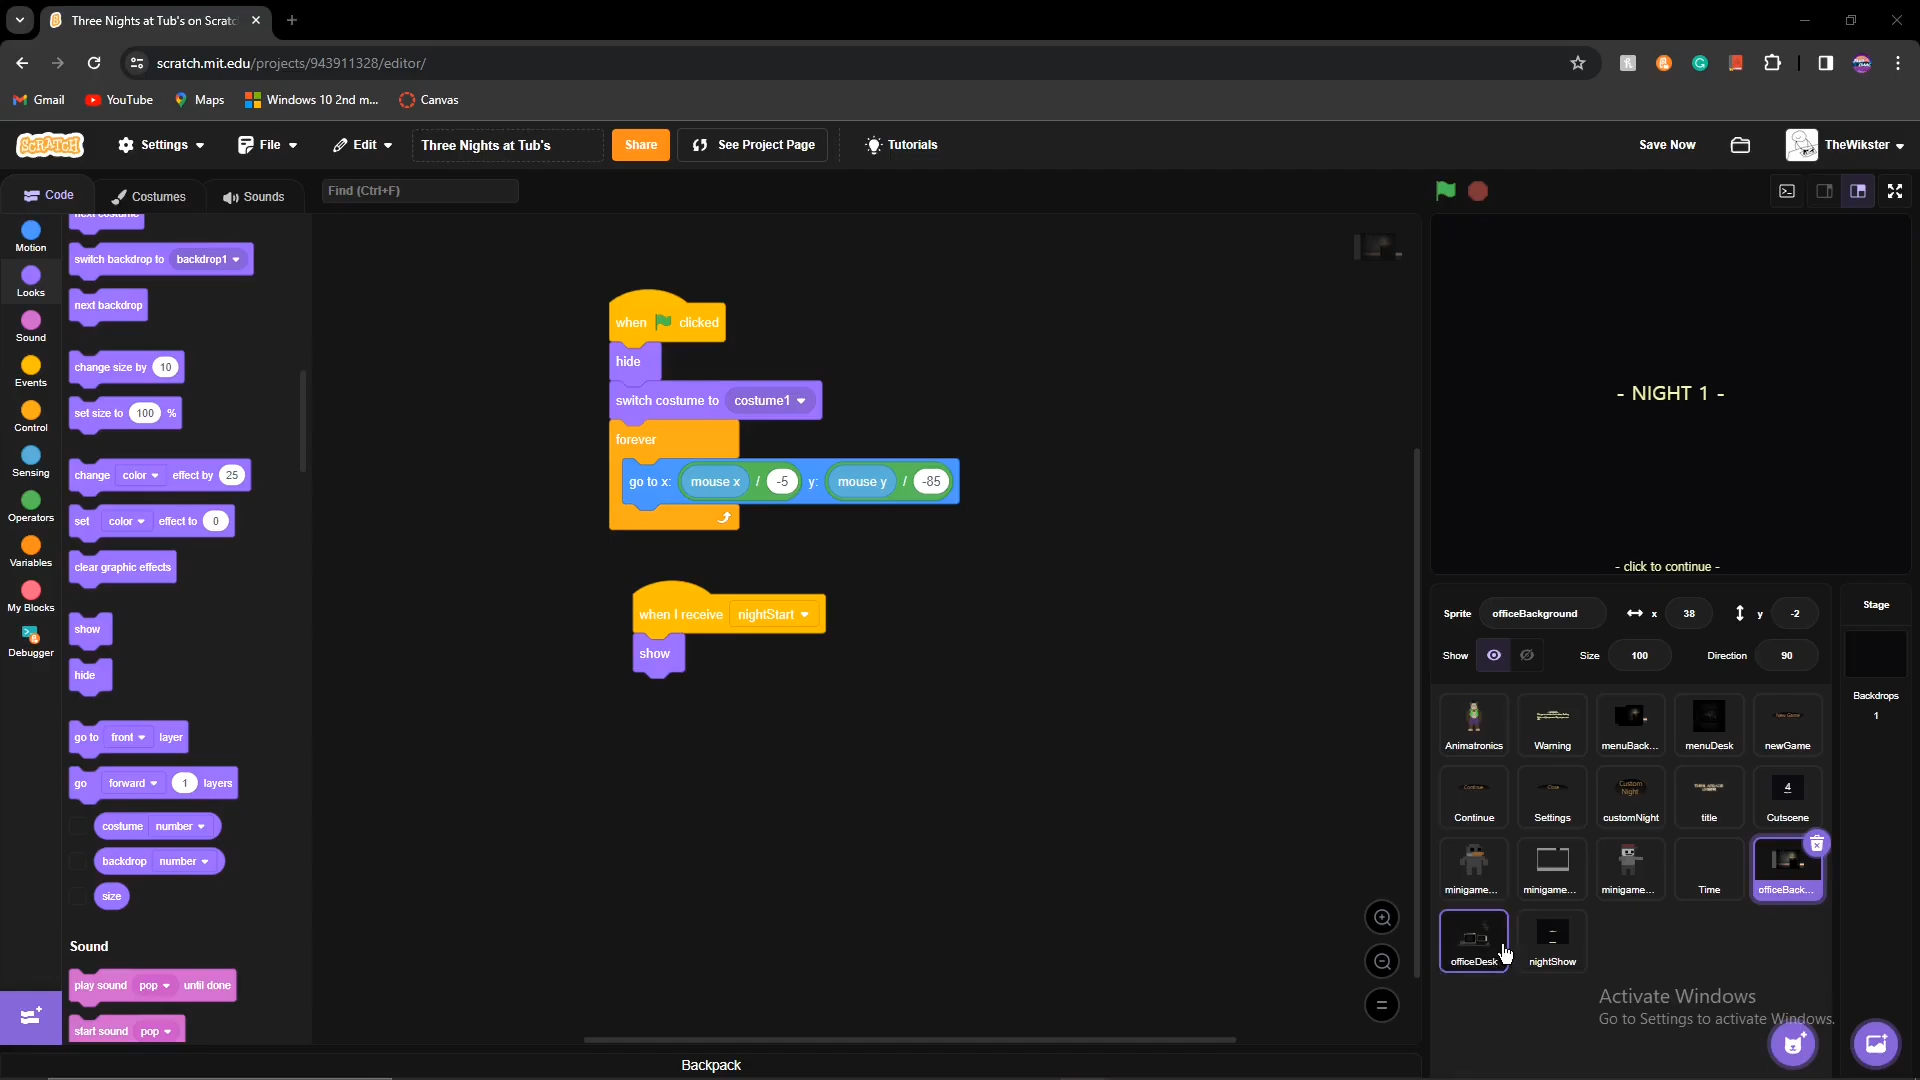 Three Nights at Tub's on Scratc
scratch.mit.edu/projects/943911328/editor/
Gmail YouTube Maps Windows 10 2nd m... Canvas
SCRATCH Settings File Edit Three Nights at Tub's Share See Project Page Tutorials Save Now TheWikster
Code Costumes Sounds Find (Ctrl+F)
Motion
Looks
Sound
Events
Control
Sensing
Operators
Variables
My Blocks
Debugger
next costume
switch backdrop to backdrop1
next backdrop
change size by 10
set size to 100 %
change color effect by 25
set color effect to 0
clear graphic effects
show
hide
go to front layer
go forward 1 layers
costume number
backdrop number
size
Sound
play sound pop until done
start sound pop
when clicked
hide
switch costume to costume1
forever
go to x: mouse x / -5 y: mouse y / -85
when I receive nightStart
show
Backpack
- NIGHT 1 -
- click to continue -
Sprite officeBackground x 38 y -2
Show Size 100 Direction 90
Animatronics Warning menuBack... menuDesk newGame
Continue Settings customNight title Cutscene
minigame... minigame... minigame... Time officeBack...
officeDesk nightShow
Stage
Backdrops
1
New Game
Continue
Custom
Night
4
Activate Windows
Go to Settings to activate Windows.